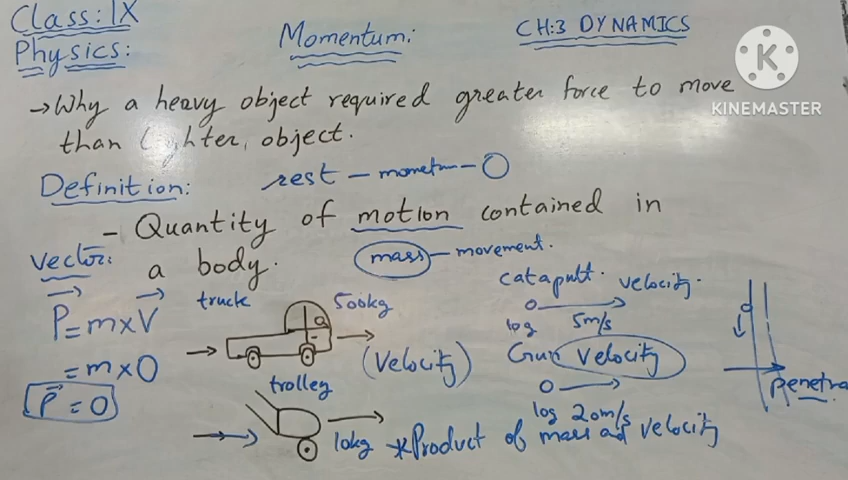 Class: IX
Physics:
Momentum:
CH:3 DYNAMICS
K
KINEMASTER
→ Why a heavy object required greater force to move
than lighter, object.
Definition:
rest - mometum - 0
- Quantity of motion contained in
a body.
mass - movement.
Vector:
P = m x V
= m x 0
P = 0
truck
500kg
(Velocity)
trolley
10kg
catapult. velocity.
10g 5m/s
Gun Velocity
10g 20m/s
*Product of mass ad velocity
Penetra